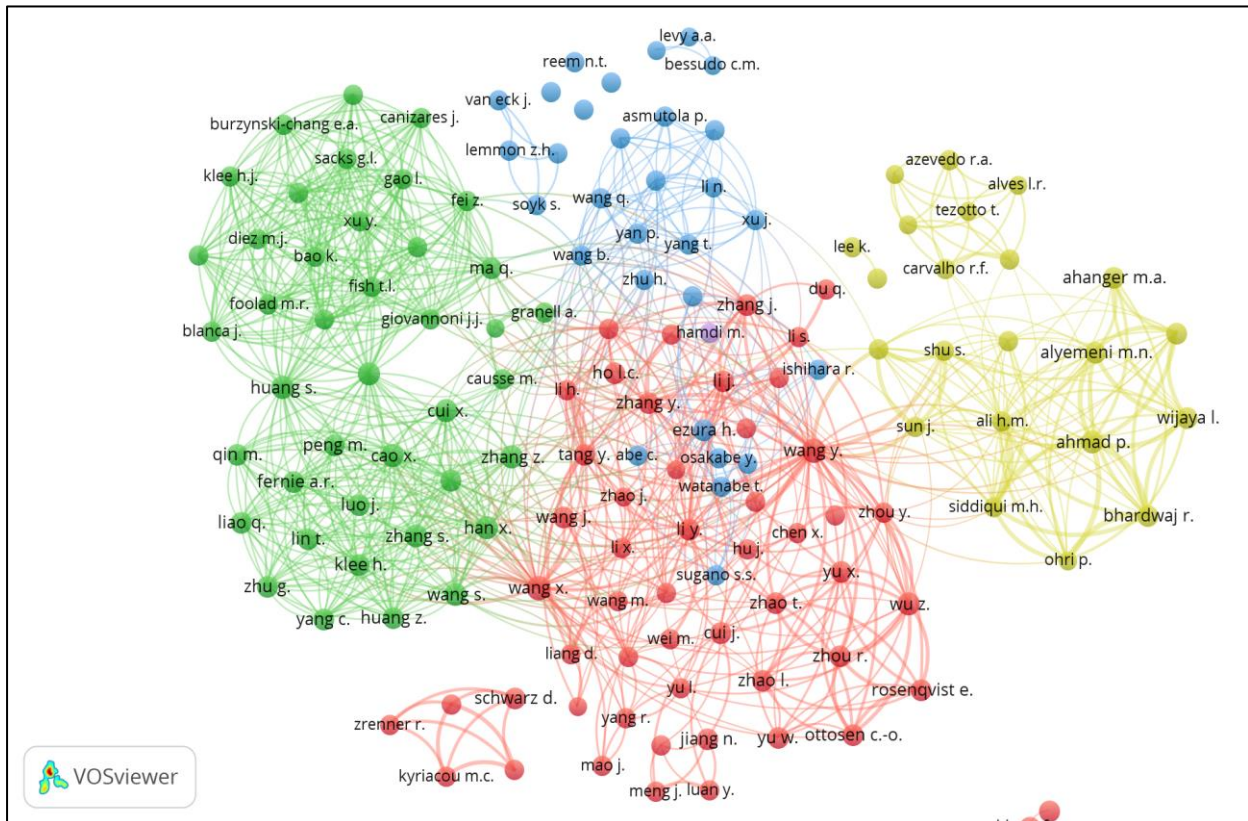 levy a.a.
reem n.t.
bessudo c.m.
van eck j.
canizares j.
asmutola p.
burzynski-chang e.a.
lemmon z.h.
sacks g.l.
azevedo r.a.
klee h.j.
gao l.
alves l.r.
li n.
fei z.
soyk s.
wang q.
tezotto t.
xu y.
xu j.
diez m.j.
yan p.
yang t.
lee k.
bao k.
wang b.
ma q.
carvalho r.f.
ahanger m.a.
zhu h.
fish t.l.
du q.
foolad m.r.
zhang j.
granell a.
giovannoni j.j.
blanca j.
hamdi m.
li s.
shu s.
alyemeni m.n.
ishihara r.
ho l.c.
causse m.
huang s.
li h.
li j.
zhang y.
cui x.
wijaya l.
sun j.
ali h.m.
ezura h.
ahmad p.
peng m.
wang y.
qin m.
cao x.
zhang z.
tang y.
abe c.
osakabe y.
fernie a.r.
watanabe t.
zhao j.
luo j.
siddiqui m.h.
liao q.
zhang s.
han x.
wang j.
zhou y.
bhardwaj r.
lin t.
li y.
chen x.
li x.
hu j.
klee h.
ohri p.
sugano s.s.
yu x.
zhu g.
wang s.
wang x.
wang m.
zhao t.
wu z.
yang c.
huang z.
wei m.
cui j.
liang d.
zhou r.
zhao l.
yu l.
rosenqvist e.
schwarz d.
zrenner r.
yang r.
jiang n.
yu w.
ottosen c.-o.
kyriacou m.c.
mao j.
meng j.
luan y.
VOSviewer